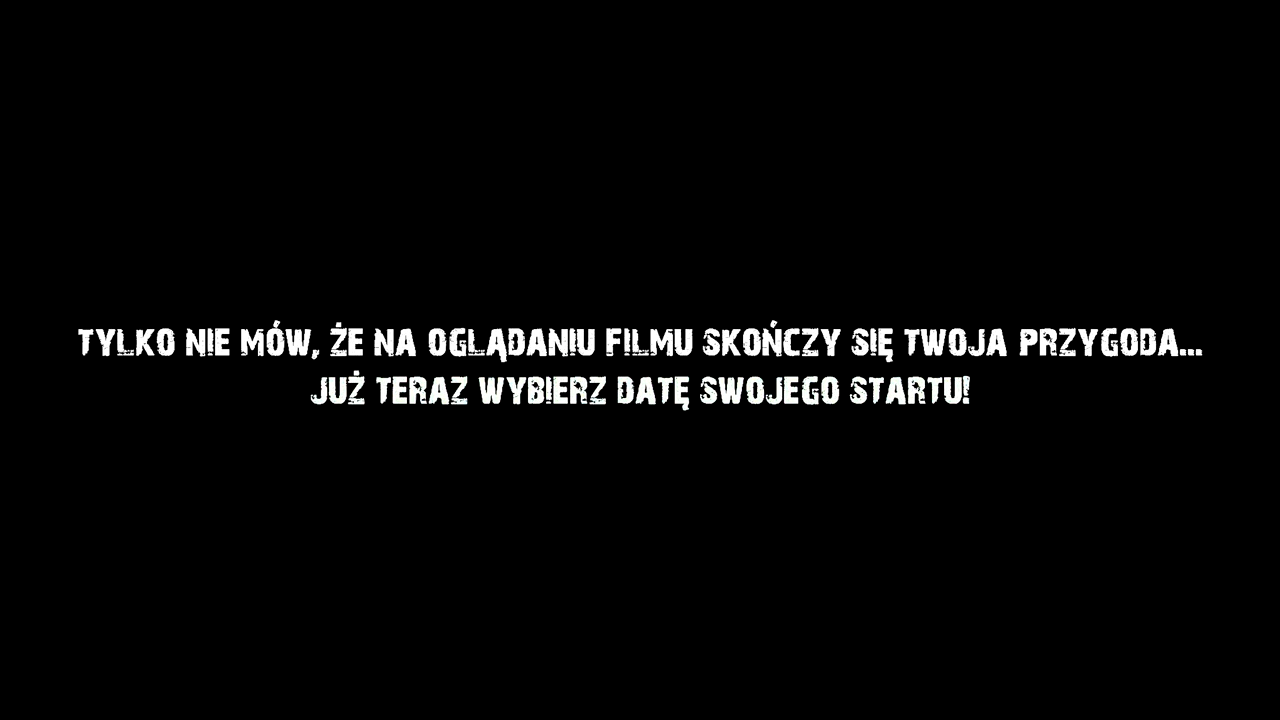 TYLKO NIE MÓW, ŻE NA OGLĄDANIU FILMU SKOŃCZY SIĘ TWOJA PRZYGODA...
JUŻ TERAZ WYBIERZ DATĘ SWOJEGO STARTU!